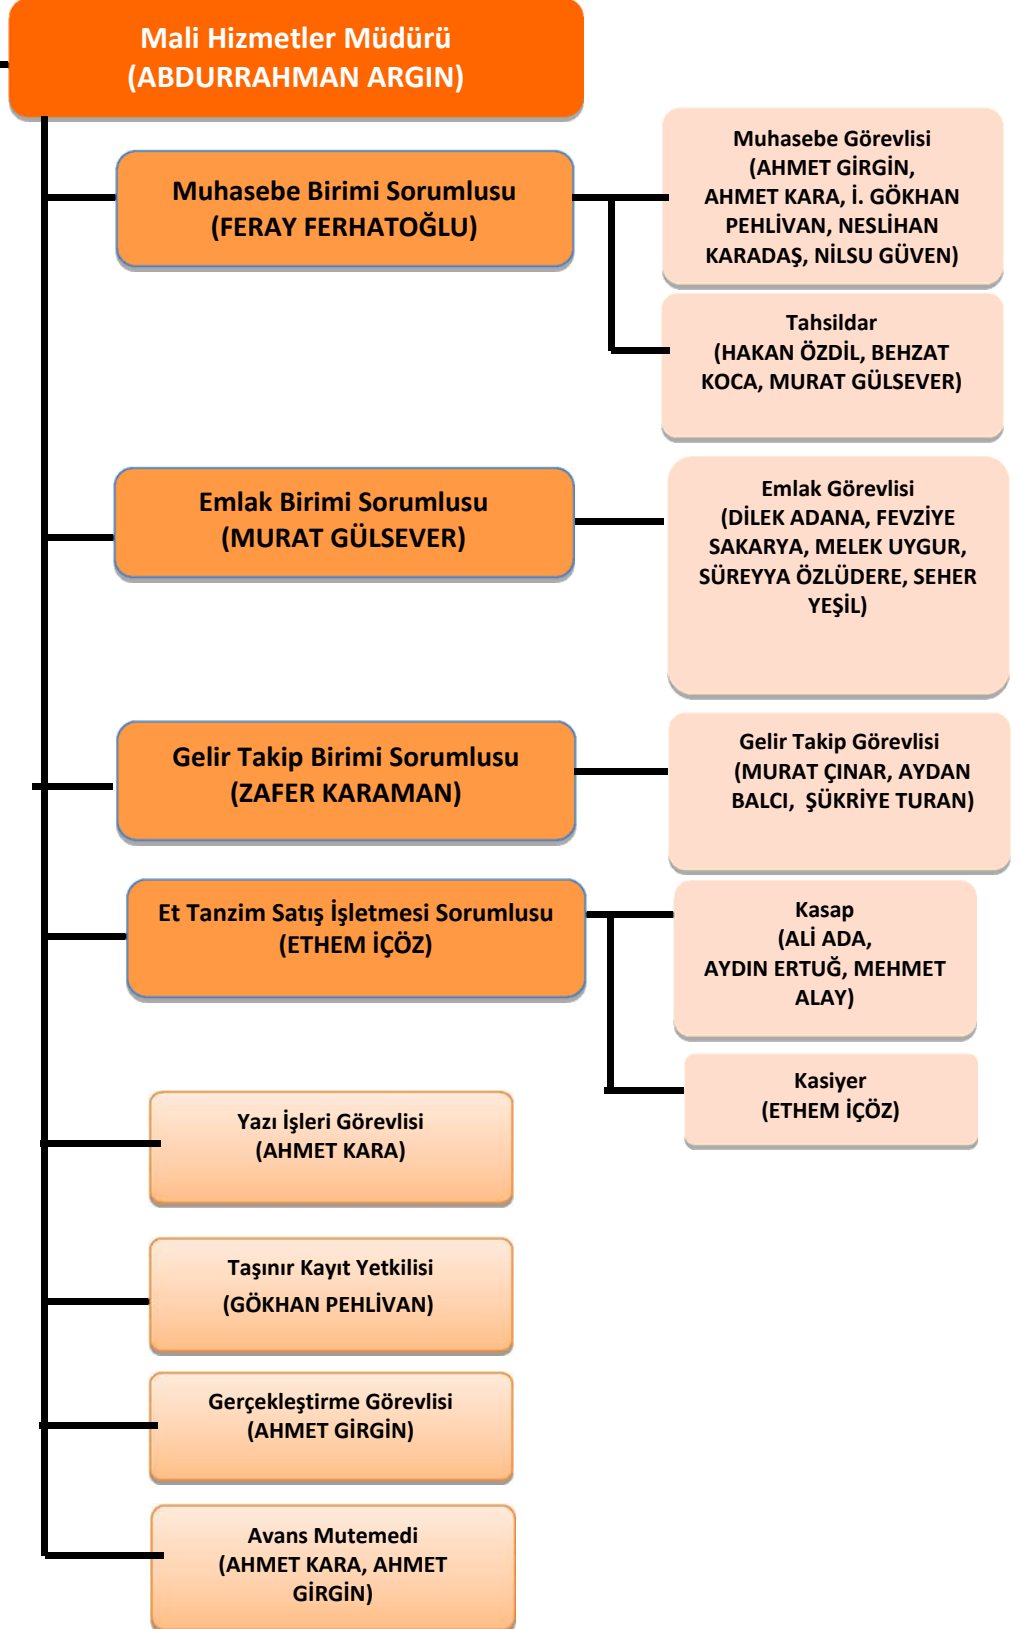 Mali Hizmetler Müdürü
(ABDURRAHMAN ARGIN)
Muhasebe Birimi Sorumlusu
(FERAY FERHATOĞLU)
Muhasebe Görevlisi
(AHMET GİRGİN,
AHMET KARA, İ. GÖKHAN
PEHLİVAN, NESLİHAN
KARADAŞ, NİLSU GÜVEN)
Tahsildar
(HAKAN ÖZDİL, BEHZAT
KOCA, MURAT GÜLSEVER)
Emlak Birimi Sorumlusu
(MURAT GÜLSEVER)
Emlak Görevlisi
(DİLEK ADANA, FEVZİYE
SAKARYA, MELEK UYGUR,
SÜREYYA ÖZLÜDERE, SEHER
YEŞİL)
Gelir Takip Birimi Sorumlusu
(ZAFER KARAMAN)
Gelir Takip Görevlisi
(MURAT ÇINAR, AYDAN
BALCI, ŞÜKRİYE TURAN)
Et Tanzim Satış İşletmesi Sorumlusu
(ETHEM İÇÖZ)
Kasap
(ALİ ADA,
AYDIN ERTUĞ, MEHMET
ALAY)
Kasiyer
(ETHEM İÇÖZ)
Yazı İşleri Görevlisi
(AHMET KARA)
Taşınır Kayıt Yetkilisi
(GÖKHAN PEHLİVAN)
Gerçekleştirme Görevlisi
(AHMET GİRGİN)
Avans Mutemedi
(AHMET KARA, AHMET
GİRGİN)